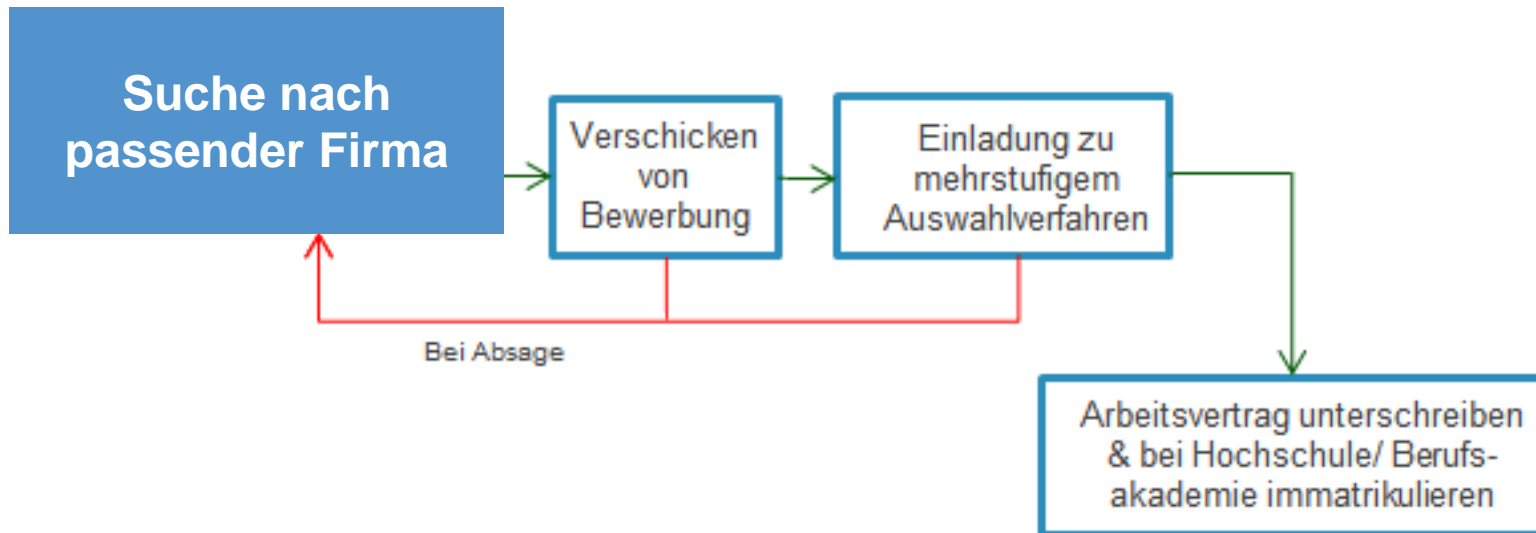 Suche nach
passender Firma
Verschicken
von
Bewerbung
Einladung zu
mehrstufigem
Auswahlverfahren
Bei Absage
Arbeitsvertrag unterschreiben
& bei Hochschule/ Berufs-
akademie immatrikulieren